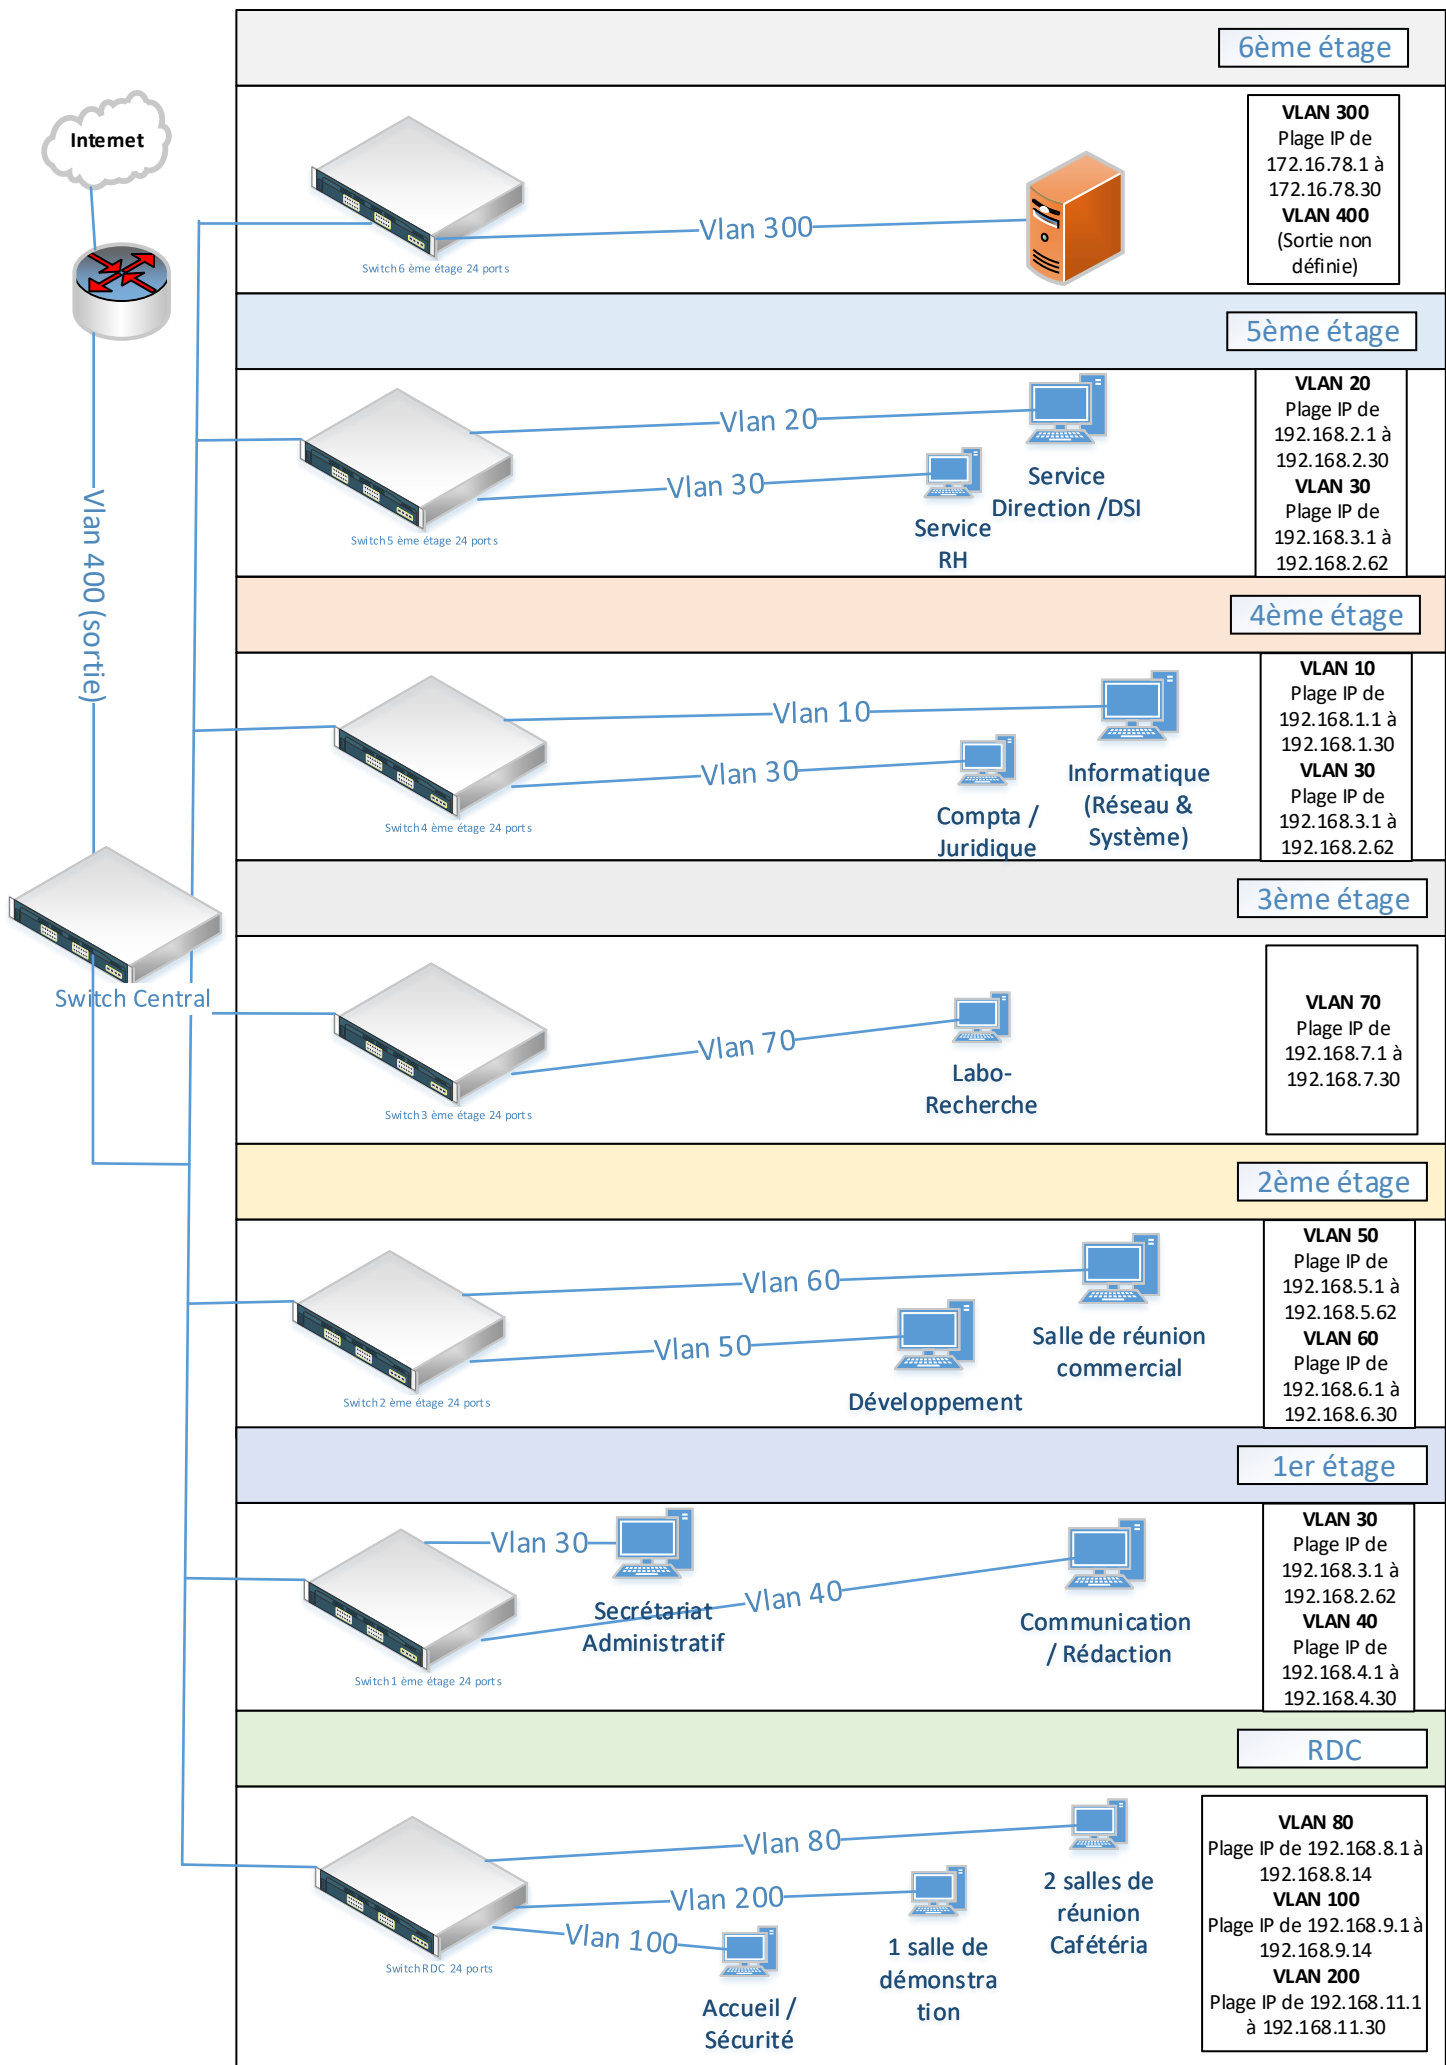 6ème étage
Internet
VLAN 300
Plage IP de
172.16.78.1 à
172.16.78.30
VLAN 400
(Sortie non
définie)
Vlan 300
Switch 6 ème étage 24 ports
5ème étage
VLAN 20
Plage IP de
192.168.2.1 à
192.168.2.30
VLAN 30
Plage IP de
192.168.3.1 à
192.168.2.62
Vlan 20
Vlan 30
Service
Direction /DSI
Service
RH
Switch 5 ème étage 24 ports
Vlan 400 (sortie)
4ème étage
VLAN 10
Plage IP de
192.168.1.1 à
192.168.1.30
VLAN 30
Plage IP de
192.168.3.1 à
192.168.2.62
Vlan 10
Vlan 30
Informatique
(Réseau &
Système)
Compta /
Juridique
Switch 4 ème étage 24 ports
3ème étage
Switch Central
VLAN 70
Plage IP de
192.168.7.1 à
192.168.7.30
Vlan 70
Labo-
Recherche
Switch 3 ème étage 24 ports
2ème étage
VLAN 50
Plage IP de
192.168.5.1 à
192.168.5.62
VLAN 60
Plage IP de
192.168.6.1 à
192.168.6.30
Vlan 60
Vlan 50
Salle de réunion
commercial
Développement
Switch 2 ème étage 24 ports
1er étage
VLAN 30
Plage IP de
192.168.3.1 à
192.168.2.62
VLAN 40
Plage IP de
192.168.4.1 à
192.168.4.30
Vlan 30
Vlan 40
Secrétariat
Administratif
Communication
/ Rédaction
Switch 1 ème étage 24 ports
RDC
VLAN 80
Plage IP de 192.168.8.1 à
192.168.8.14
VLAN 100
Plage IP de 192.168.9.1 à
192.168.9.14
VLAN 200
Plage IP de 192.168.11.1
à 192.168.11.30
Vlan 80
Vlan 200
Vlan 100
2 salles de
réunion
Cafétéria
1 salle de
démonstra
tion
Accueil /
Sécurité
Switch RDC 24 ports